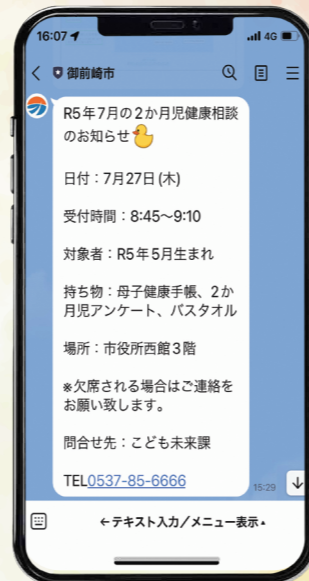 16:07
4G
御前崎市
R5年7月の2か月児健康相談
のお知らせ
日付：7月27日(木)
受付時間：8:45〜9:10
対象者：R5年5月生まれ
持ち物：母子健康手帳、2か
月児アンケート、バスタオル
場所：市役所西館3階
※欠席される場合はご連絡を
お願い致します。
問合せ先：こども未来課
TEL0537-85-6666
15:29
←テキスト入力/メニュー表示▴